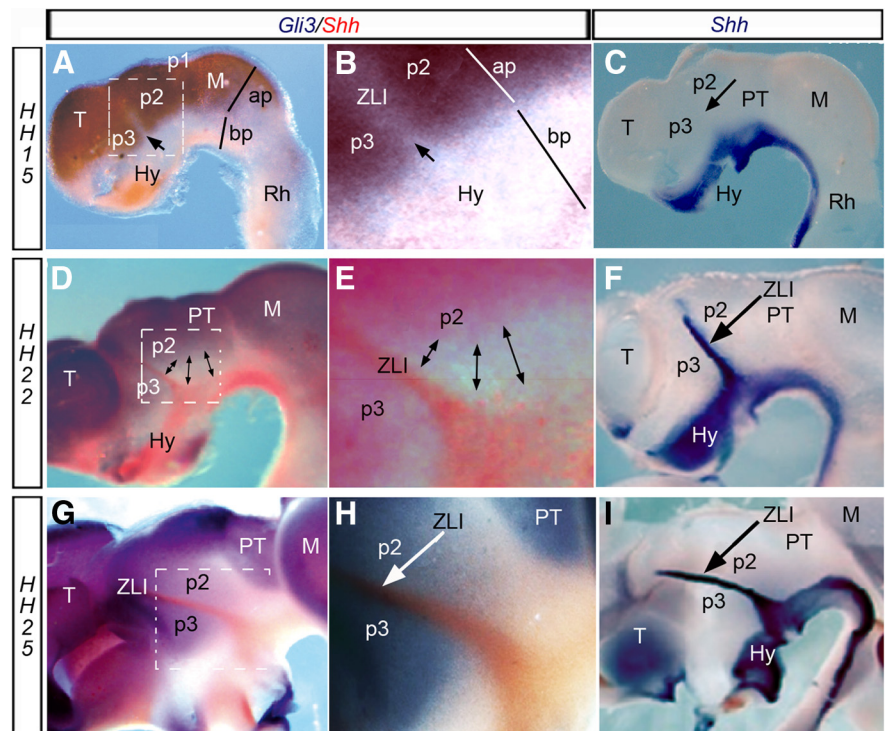 Gli3/Shh
Shh
HH15
A
p1
M
p2
ap
T
p3
bp
Hy
Rh
B
p2
ap
ZLI
p3
bp
Hy
C
p2
PT
M
T
p3
Hy
Rh
HH22
D
M
PT
p2
T
p3
Hy
E
p2
ZLI
p3
F
ZLI
p2
PT
M
T
p3
Hy
HH25
G
PT
M
ZLI
p2
T
p3
H
ZLI
PT
p2
p3
I
ZLI
M
PT
p2
p3
T
Hy